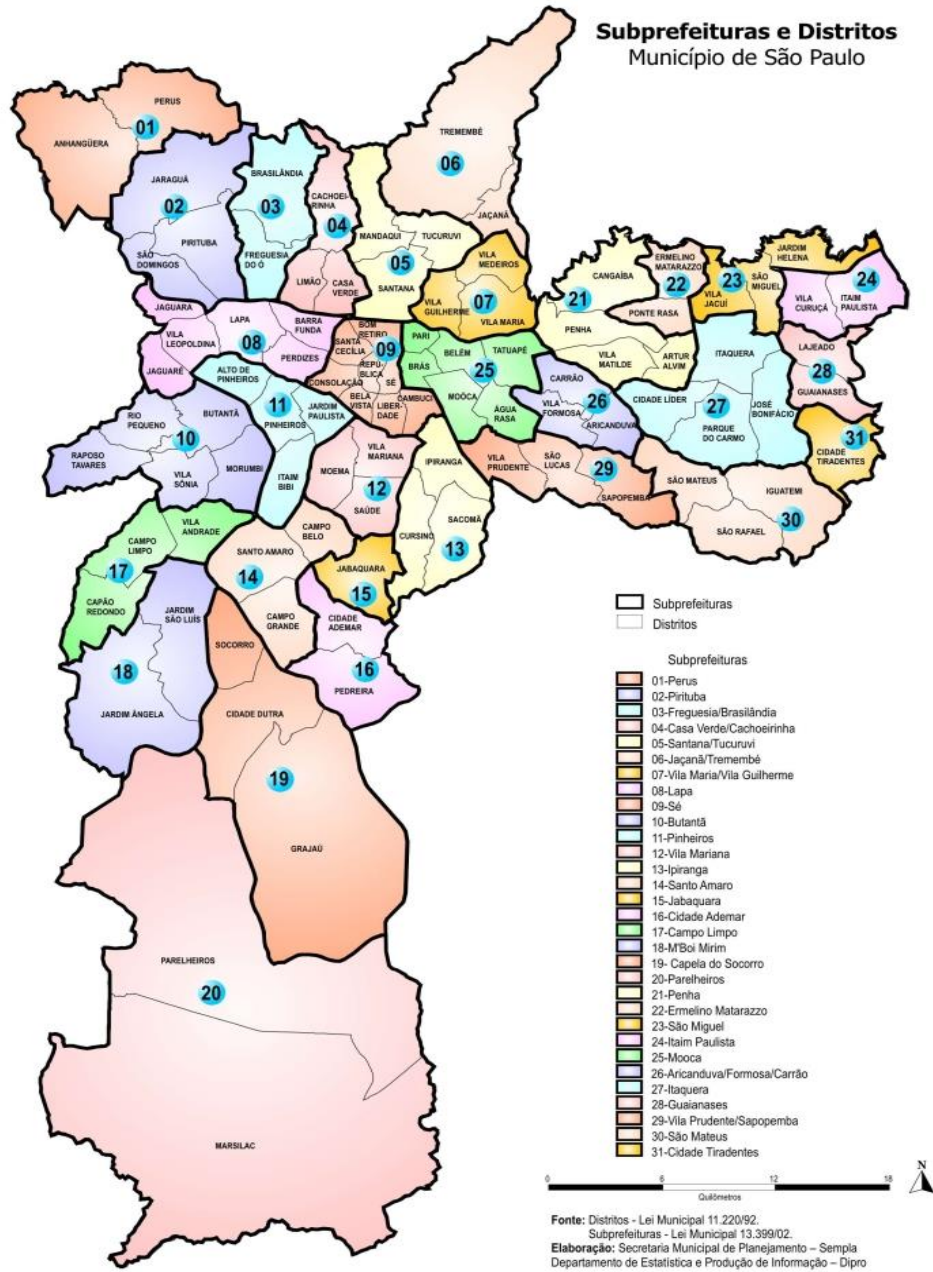 Subprefeituras e Distritos
Município de São Paulo
PERUS
01
ANHANGÜERA
TREMEMBÉ
06
JAÇANÃ
JARAGUÁ
02
PIRITUBA
SÃO
DOMINGOS
BRASILÂNDIA
03
FREGUESIA
DO Ó
CACHOEI-
RINHA
04
LIMÃO
CASA
VERDE
MANDAQUI
TUCURUVI
05
SANTANA
VILA
MEDEIROS
07
VILA
GUILHERME
VILA MARIA
CANGAÍBA
21
PENHA
VILA
MATILDE
ARTUR
ALVIM
ERMELINO
MATARAZZO
22
PONTE RASA
JARDIM
HELENA
23
SÃO
MIGUEL
VILA
JACUÍ
24
VILA
CURUÇÁ
ITAIM
PAULISTA
JAGUARA
LAPA
BARRA
FUNDA
VILA
LEOPOLDINA
08
PERDIZES
JAGUARÉ
BOM
RETIRO
SANTA
CECÍLIA
09
REPÚ
BLICA
SÉ
CONSOLAÇÃO
BELA
VISTA
LIBER-
DADE
CAMBUCI
PARI
BELÉM
TATUAPÉ
BRÁS
25
MOÓCA
ÁGUA
RASA
CARRÃO
VILA
FORMOSA
26
ARICANDUVA
ITAQUERA
CIDADE LÍDER
27
JOSÉ
BONIFÁCIO
PARQUE
DO CARMO
LAJEADO
28
GUAIANASES
31
CIDADE
TIRADENTES
ALTO DE
PINHEIROS
11
PINHEIROS
JARDIM
PAULISTA
ITAIM
BIBI
RIO
PEQUENO
BUTANTÃ
10
RAPOSO
TAVARES
VILA
SÔNIA
MORUMBI
MOEMA
VILA
MARIANA
12
SAÚDE
IPIRANGA
SACOMÃ
CURSINO
13
VILA
PRUDENTE
SÃO
LUCAS
29
SAPOPEMBA
SÃO MATEUS
IGUATEMI
30
SÃO RAFAEL
VILA
ANDRADE
CAMPO
LIMPO
17
CAPÃO
REDONDO
SANTO AMARO
CAMPO
BELO
14
CAMPO
GRANDE
JABAQUARA
15
CIDADE
ADEMAR
16
PEDREIRA
JARDIM
SÃO LUÍS
18
JARDIM ÂNGELA
SOCORRO
CIDADE DUTRA
19
GRAJAÚ
PARELHEIROS
20
MARSILAC
Subprefeituras
Distritos
Subprefeituras
01-Perus
02-Pirituba
03-Freguesia/Brasilândia
04-Casa Verde/Cachoeirinha
05-Santana/Tucuruvi
06-Jaçanã/Tremembé
07-Vila Maria/Vila Guilherme
08-Lapa
09-Sé
10-Butantã
11-Pinheiros
12-Vila Mariana
13-Ipiranga
14-Santo Amaro
15-Jabaquara
16-Cidade Ademar
17-Campo Limpo
18-M'Boi Mirim
19- Capela do Socorro
20-Parelheiros
21-Penha
22-Ermelino Matarazzo
23-São Miguel
24-Itaim Paulista
25-Mooca
26-Aricanduva/Formosa/Carrão
27-Itaquera
28-Guaianases
29-Vila Prudente/Sapopemba
30-São Mateus
31-Cidade Tiradentes
0 6 12 18
Quilômetros
N
Fonte: Distritos - Lei Municipal 11.220/92.
Subprefeituras - Lei Municipal 13.399/02.
Elaboração: Secretaria Municipal de Planejamento – Sempla
Departamento de Estatística e Produção de Informação – Dipro